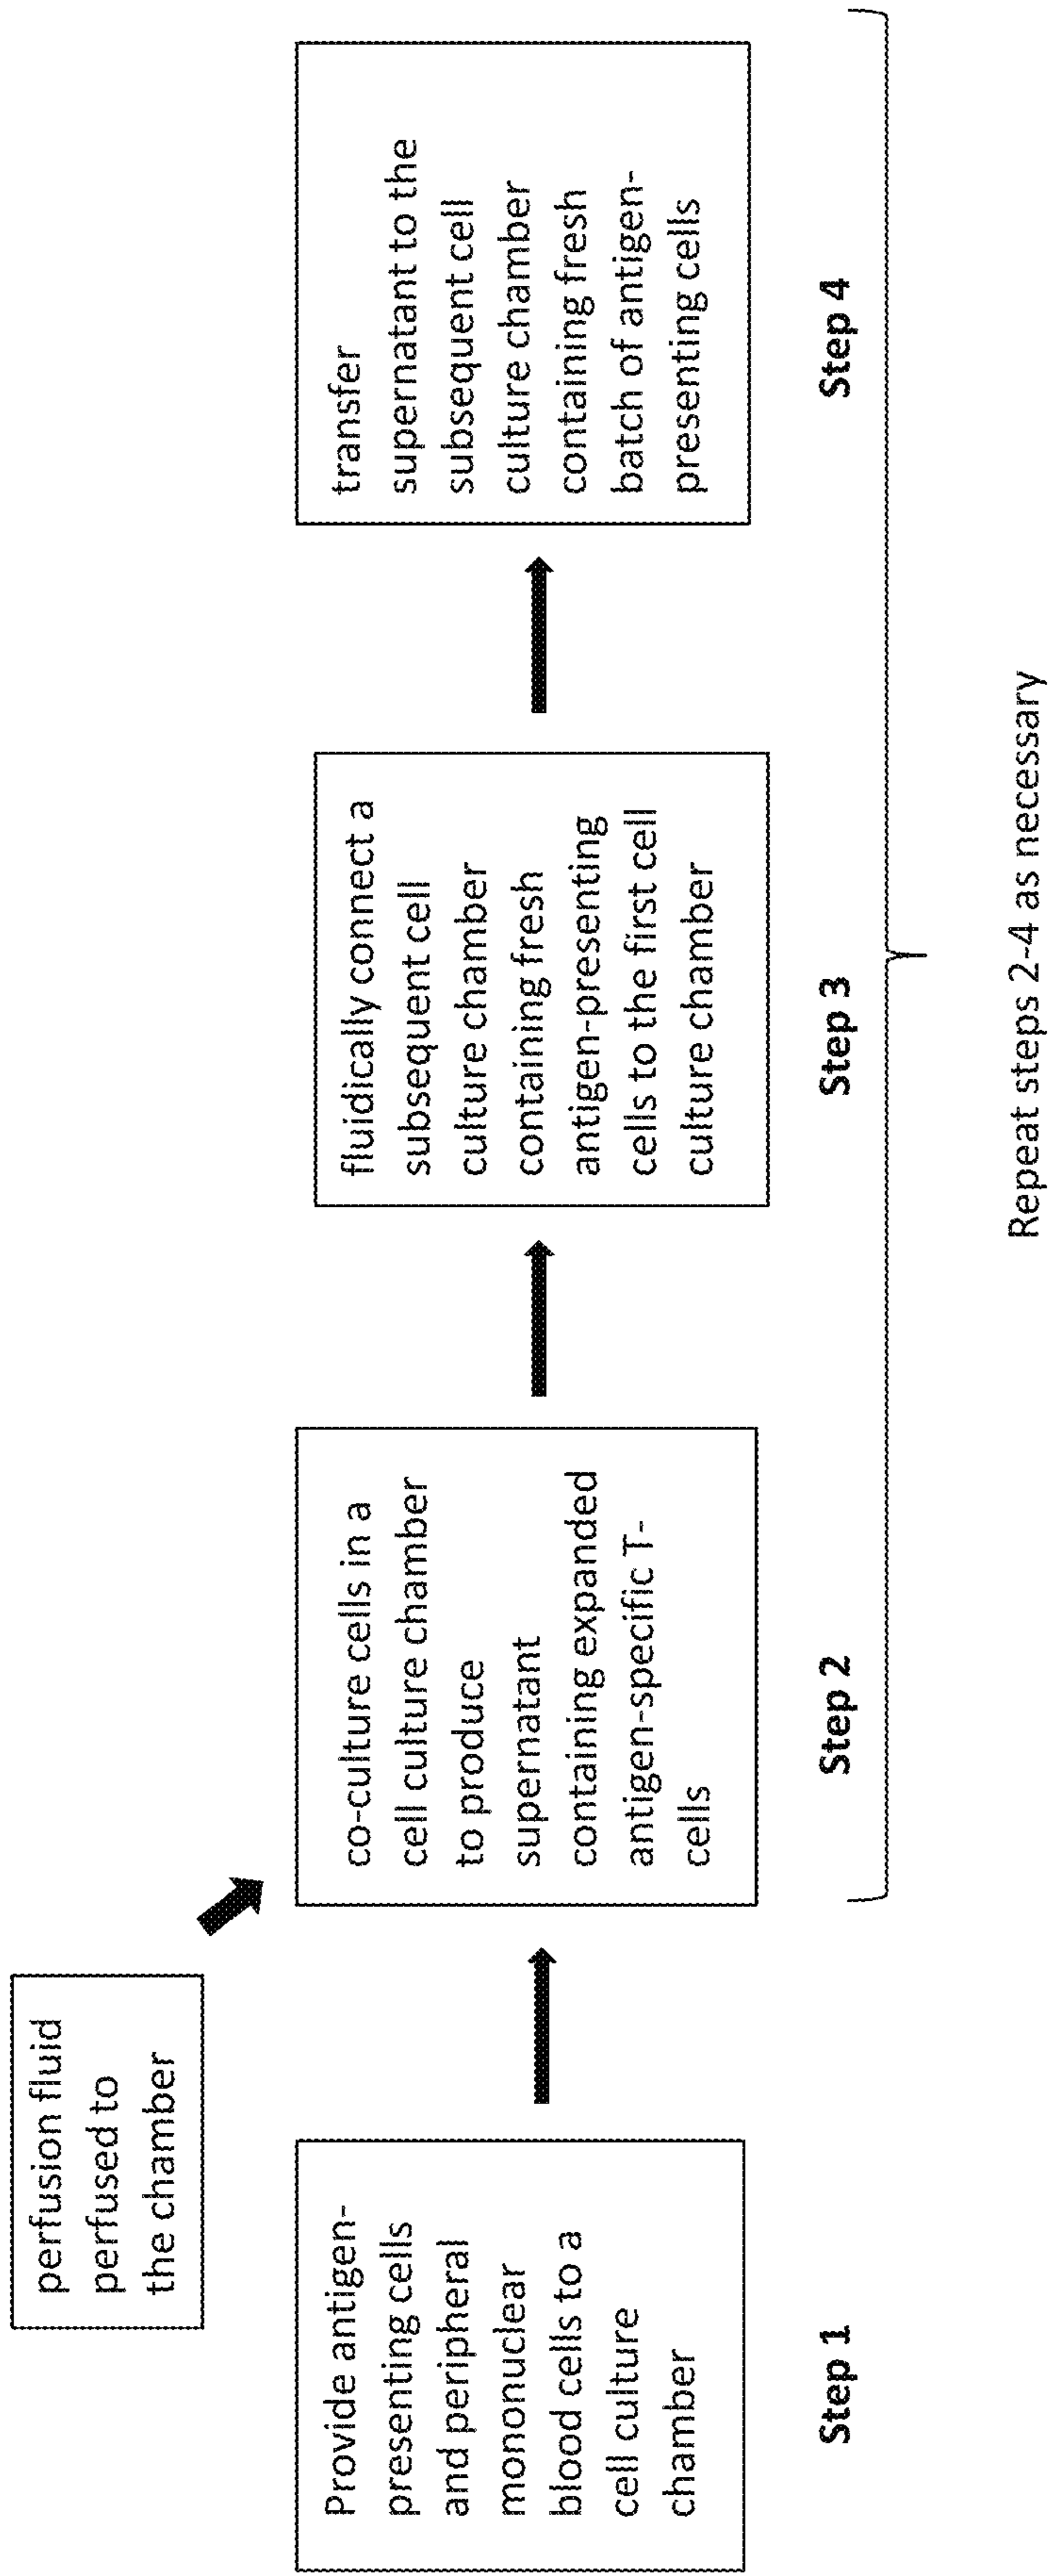 perfusion fluid
perfused to
the chamber
Provide antigen-
presenting cells
and peripheral
mononuclear
blood cells to a
cell culture
chamber
Step 1
co-culture cells in a
cell culture chamber
to produce
supernatant
containing expanded
antigen-specific T-
cells
Step 2
fluidically connect a
subsequent cell
culture chamber
containing fresh
antigen-presenting
cells to the first cell
culture chamber
Step 3
transfer
supernatant to the
subsequent cell
culture chamber
containing fresh
batch of antigen-
presenting cells
Step 4
Repeat steps 2-4 as necessary